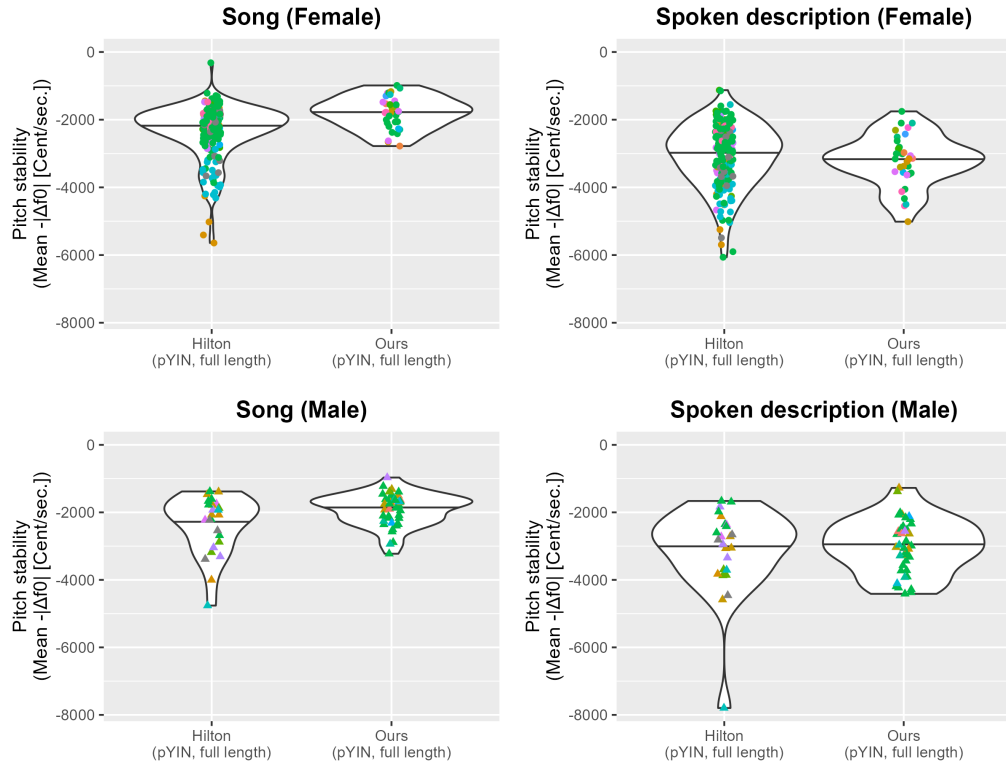 Song (Female)
0
-2000
-4000
-6000
-8000
Pitch stability
(Mean -|Δf0| [Cent/sec.])
Hilton
(pYIN, full length)
Ours
(pYIN, full length)
Spoken description (Female)
0
-2000
-4000
-6000
-8000
Pitch stability
(Mean -|Δf0| [Cent/sec.])
Hilton
(pYIN, full length)
Ours
(pYIN, full length)
Song (Male)
0
-2000
-4000
-6000
-8000
Pitch stability
(Mean -|Δf0| [Cent/sec.])
Hilton
(pYIN, full length)
Ours
(pYIN, full length)
Spoken description (Male)
0
-2000
-4000
-6000
-8000
Pitch stability
(Mean -|Δf0| [Cent/sec.])
Hilton
(pYIN, full length)
Ours
(pYIN, full length)